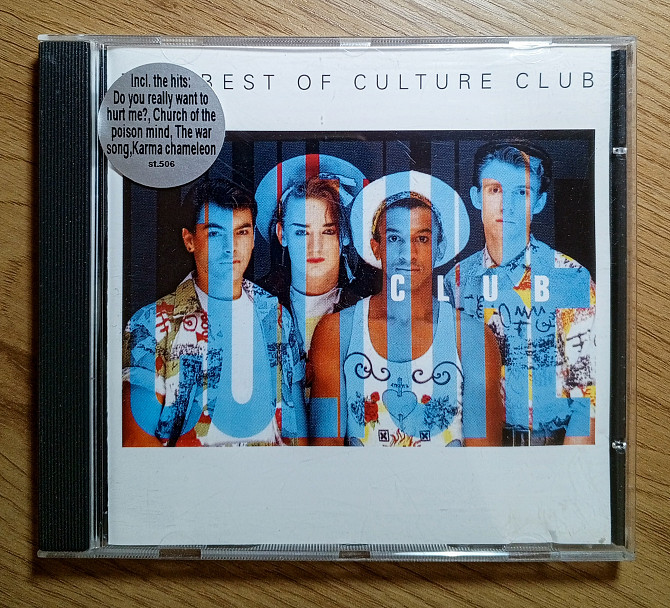 BEST OF CULTURE CLUB
Incl. the hits:
Do you really want to
hurt me?, Church of the
poison mind, The war
song,Karma chameleon
st.506
CLUB